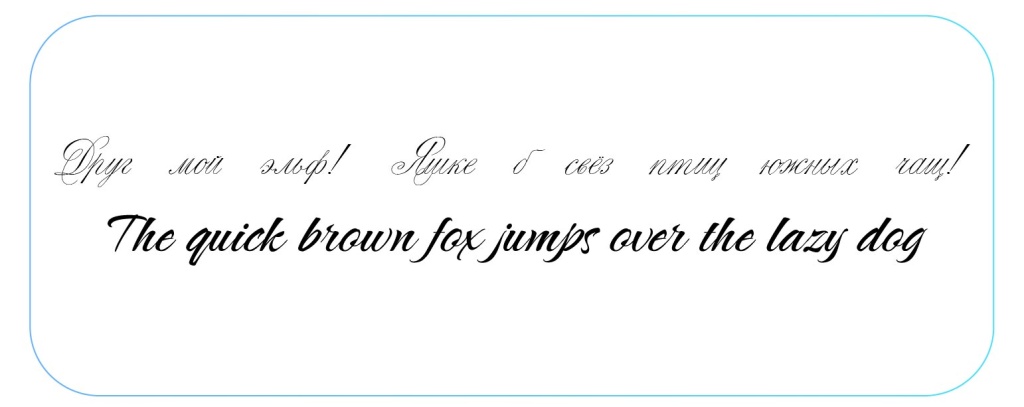 Друг мой эльф! Яшке б свёз птиц южных чащ!
The quick brown fox jumps over the lazy dog